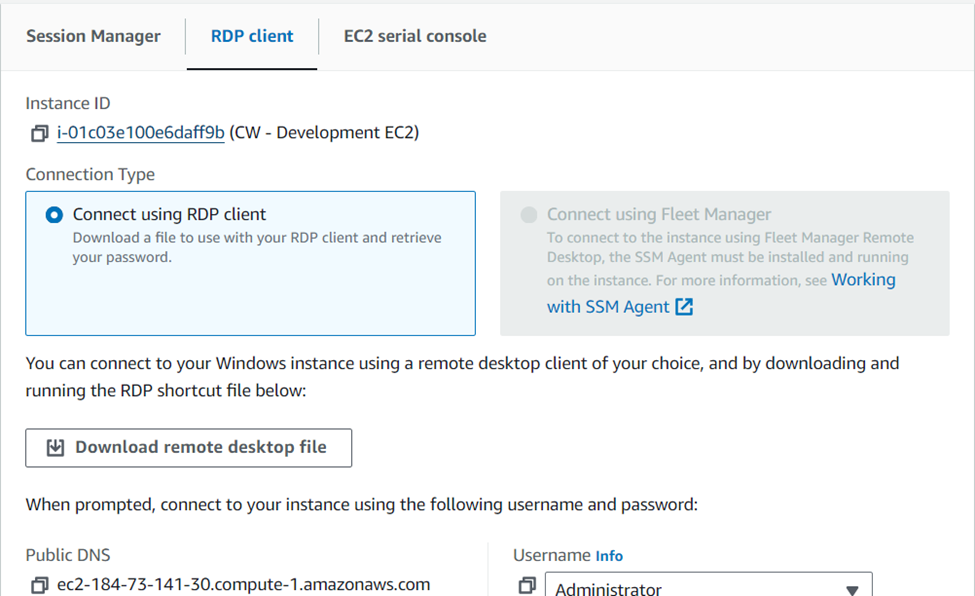 Session Manager
RDP client
EC2 serial console
Instance ID
i-01c03e100e6daff9b (CW - Development EC2)
Connection Type
Connect using RDP client
Download a file to use with your RDP client and retrieve
your password.
Connect using Fleet Manager
To connect to the instance using Fleet Manager Remote
Desktop, the SSM Agent must be installed and running
on the instance. For more information, see Working
with SSM Agent
You can connect to your Windows instance using a remote desktop client of your choice, and by downloading and
running the RDP shortcut file below:
Download remote desktop file
When prompted, connect to your instance using the following username and password:
Public DNS
ec2-184-73-141-30.compute-1.amazonaws.com
Username Info
Administrator